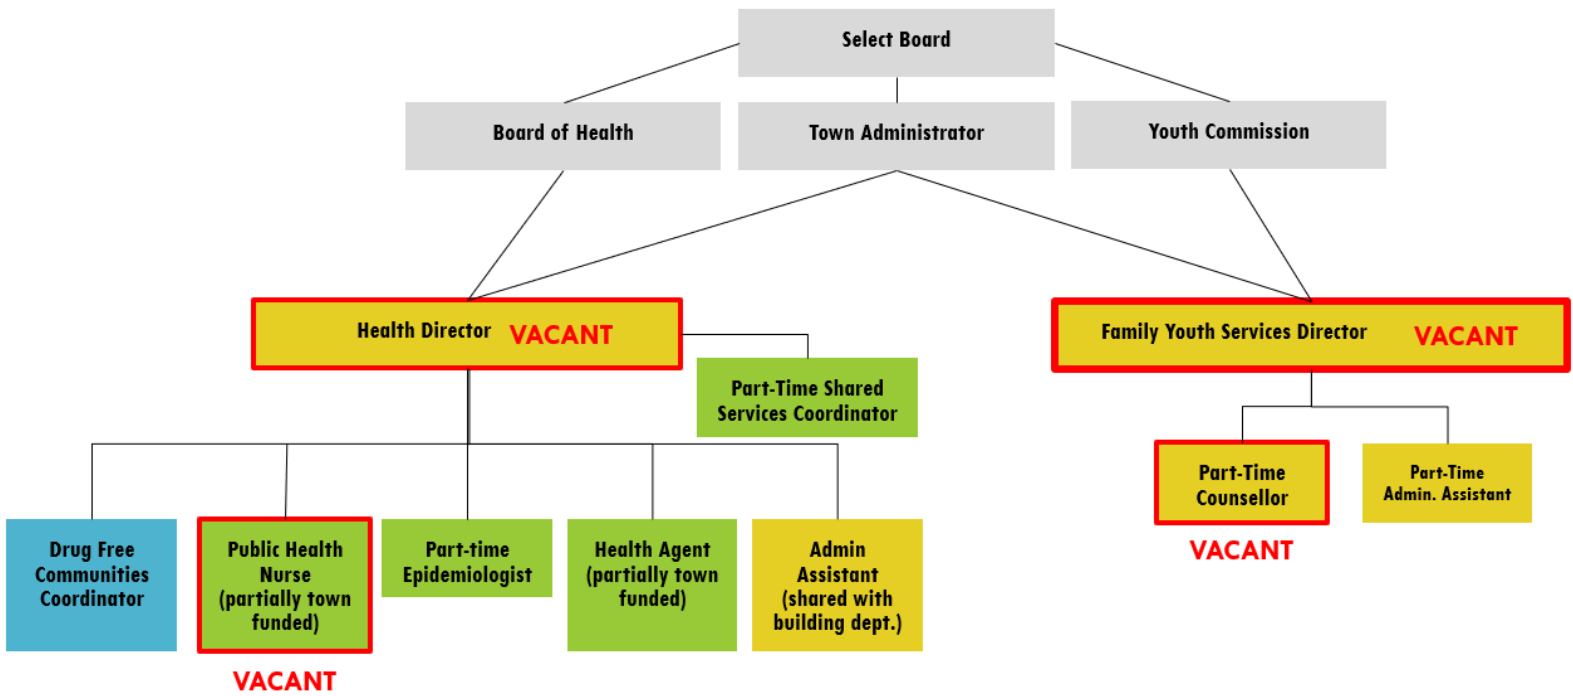 Select Board
Board of Health
Town Administrator
Youth Commission
Health Director VACANT
Family Youth Services Director VACANT
Part-Time Shared
Services Coordinator
Part-Time
Counsellor
VACANT
Part-Time
Admin. Assistant
Drug Free
Communities
Coordinator
Public Health
Nurse
(partially town
funded)
VACANT
Part-time
Epidemiologist
Health Agent
(partially town
funded)
Admin
Assistant
(shared with
building dept.)